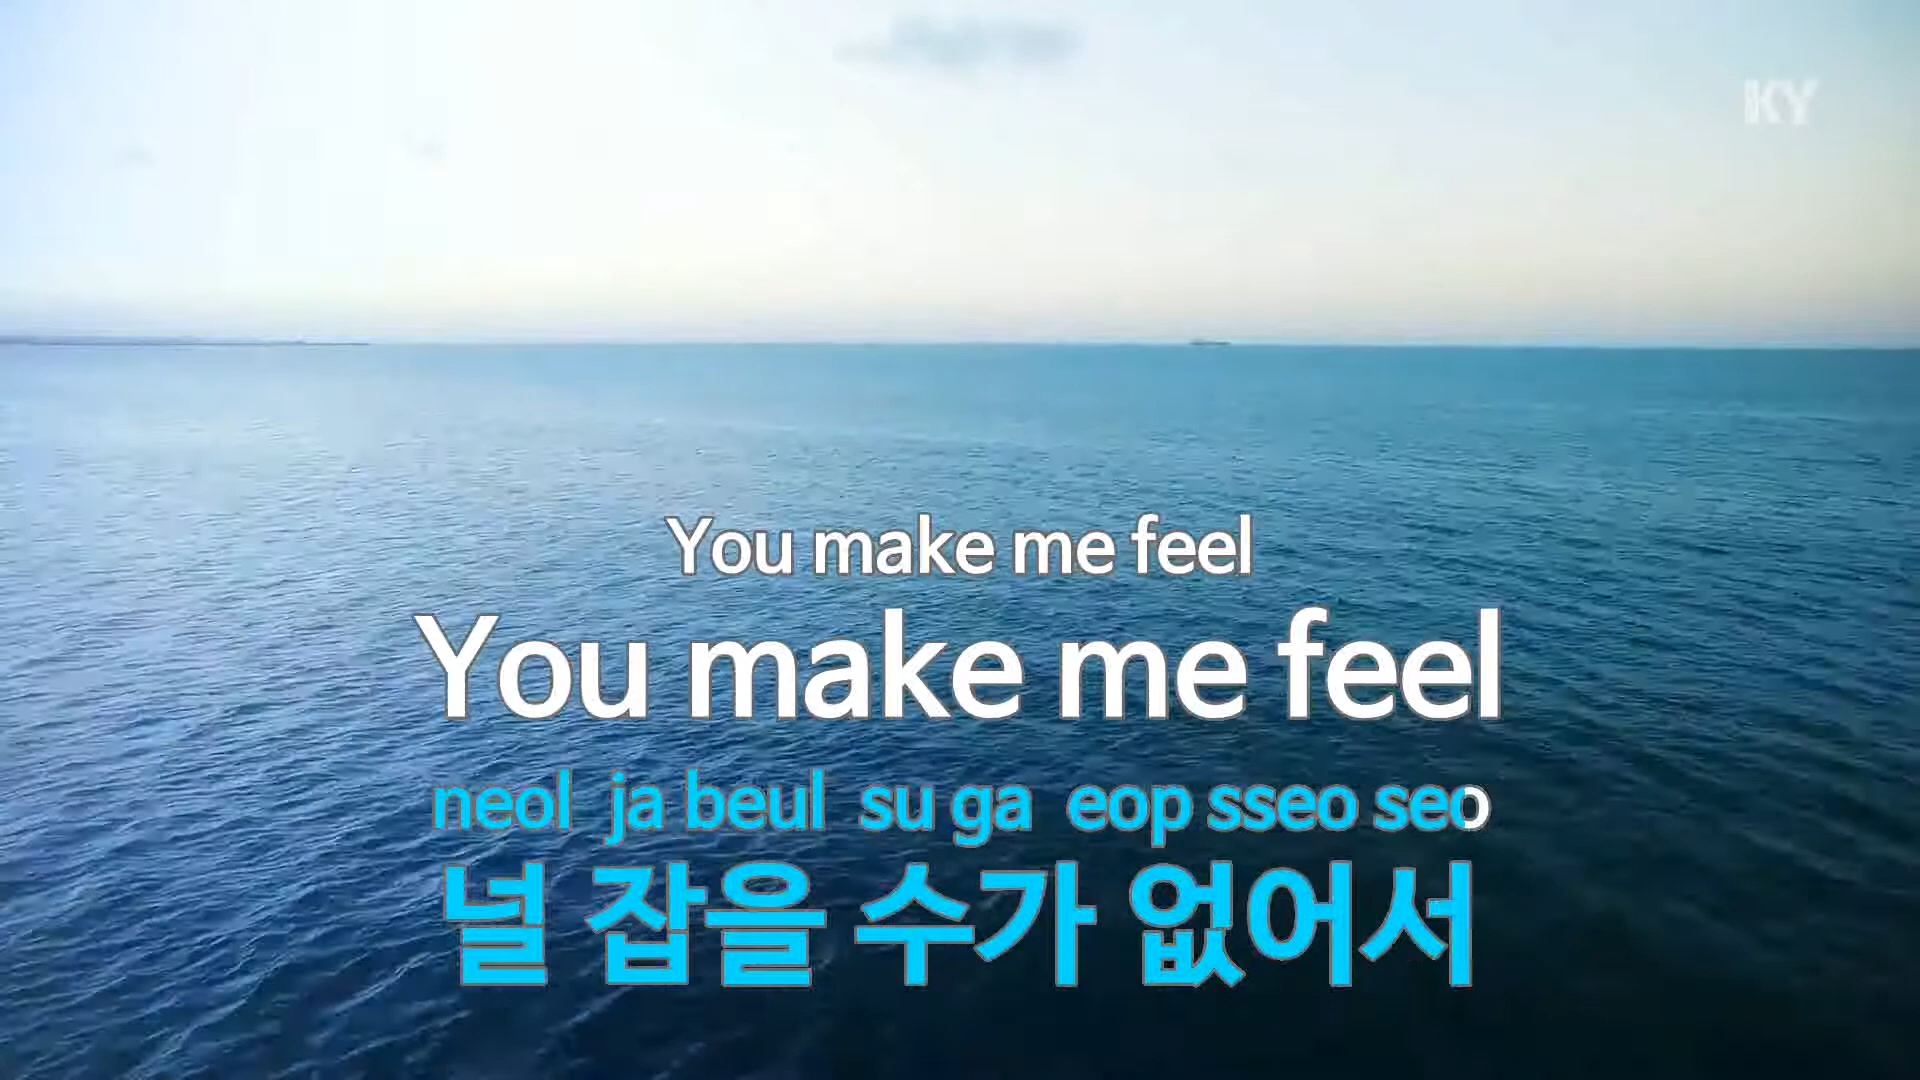 KY
You make me feel
You make me feel
neol ja beul su ga eop sseo seo
널 잡을 수가 없어서